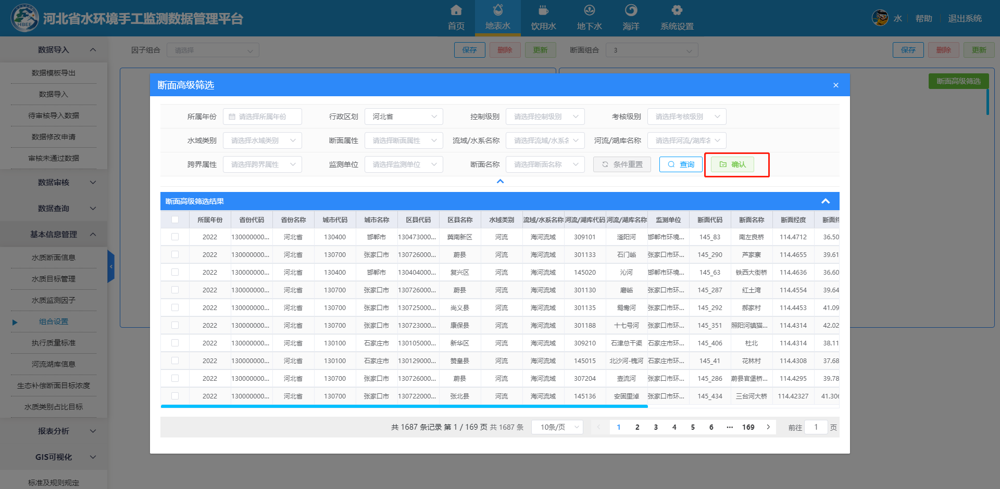 河北省水环境手工监测数据管理平台
HBEE
首页 地表水 饮用水 地下水 海洋 系统设置
水 帮助 退出系统
数据导入
数据模板导出
数据导入
待审核导入数据
数据修改申请
审核未通过数据
数据审核
数据查询
基本信息管理
水质断面信息
水质目标管理
水质监测因子
组合设置
执行质量标准
河流湖库信息
生态补偿断面目标浓度
水质类别占比目标
报表分析
GIS可视化
标准及规则规定
因子组合 请选择 保存 删除 更新 断面组合 3 保存 删除 更新
断面高级筛选
断面高级筛选
所属年份 请选择所属年份 行政区划 河北省 控制级别 请选择控制级别 考核级别 请选择考核级别
水域类别 请选择水域类别 断面属性 请选择断面属性 流域/水系名称 请选择流域/水系名 河流/湖库名称 请选择河流/湖库名
跨界属性 请选择跨界属性 监测单位 请选择监测单位 断面名称 请选择断面名称 条件重置 查询 确认
断面高级筛选结果
所属年份 省份代码 省份名称 城市代码 城市名称 区县代码 区县名称 水域类别 流域/水系名称 河流/湖库代码 河流/湖库名称 监测单位 断面代码 断面名称 断面经度 断面纬
2022 130000000... 河北省 130400 邯郸市 130473000... 冀南新区 河流 海河流域 309101 滏阳河 邯郸市环境... 145_83 南左良桥 114.4712 36.50
2022 130000000... 河北省 130700 张家口市 130726000... 蔚县 河流 海河流域 301133 石门峪 张家口市环... 145_290 芦家寨 114.4655 39.61
2022 130000000... 河北省 130400 邯郸市 130404000... 复兴区 河流 海河流域 145020 沁河 邯郸市环境... 145_63 铁西大街桥 114.4636 36.60
2022 130000000... 河北省 130700 张家口市 130726000... 蔚县 河流 海河流域 301130 磨峪 张家口市环... 145_287 红土湾 114.4554 39.64
2022 130000000... 河北省 130700 张家口市 130725000... 尚义县 河流 海河流域 301135 鸳鸯河 张家口市环... 145_292 郝家村 114.4453 41.09
2022 130000000... 河北省 130700 张家口市 130723000... 康保县 河流 海河流域 301188 十七号河 张家口市环... 145_351 照阳河镇猫... 114.4314 42.02
2022 130000000... 河北省 130100 石家庄市 130105000... 新华区 河流 海河流域 309210 石津总干渠 石家庄市环... 145_406 杜北 114.4314 38.11
2022 130000000... 河北省 130100 石家庄市 130129000... 赞皇县 河流 海河流域 145015 北沙河-槐河 石家庄市环... 145_41 花林村 114.4308 37.68
2022 130000000... 河北省 130700 张家口市 130726000... 蔚县 河流 海河流域 307204 壶流河 张家口市环... 145_286 蔚县官堡桥... 114.4295 39.78
2022 130000000... 河北省 130700 张家口市 130722000... 张北县 河流 海河流域 145136 安固里淖 张家口市环... 145_434 三台河大桥 114.42327 41.306
共 1687 条记录 第 1 / 169 页 共 1687 条 10条/页 1 2 3 4 5 6 ··· 169 前往 1 页